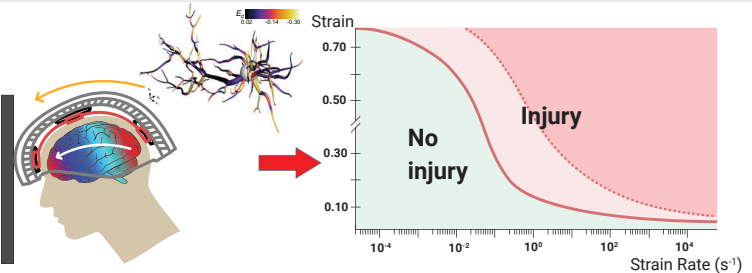 E
0.02 -0.14 -0.30
Strain
0.70
0.50
0.30
0.10
No
injury
Injury
10-4 10-2 10⁰ 10² 10⁴
Strain Rate (s-1)